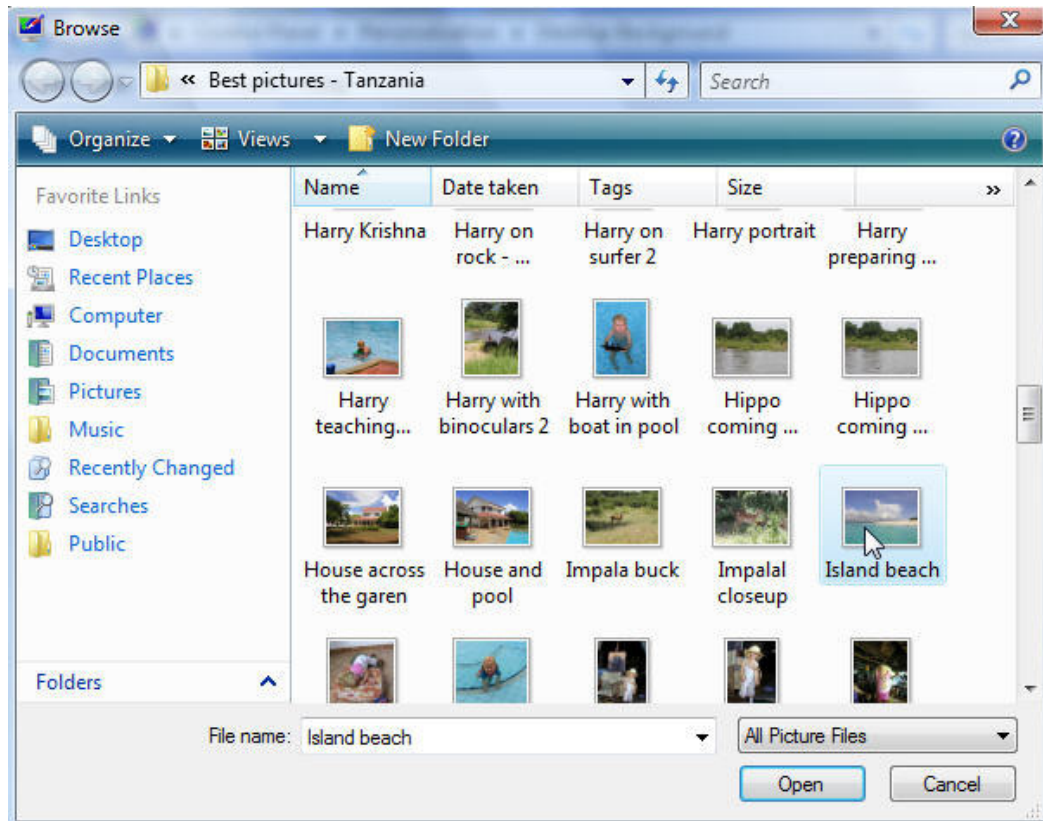 Browse
« Best pictures - Tanzania
Search
Organize Views New Folder
Favorite Links
Desktop
Recent Places
Computer
Documents
Pictures
Music
Recently Changed
Searches
Public
Folders
Name Date taken Tags Size »
Harry Krishna
Harry on
rock - ...
Harry on
surfer 2
Harry portrait
Harry
preparing ...
Harry
teaching...
Harry with
binoculars 2
Harry with
boat in pool
Hippo
coming ...
Hippo
coming ...
House across
the garen
House and
pool
Impala buck
Impalal
closeup
Island beach
File name: Island beach
All Picture Files
Open Cancel